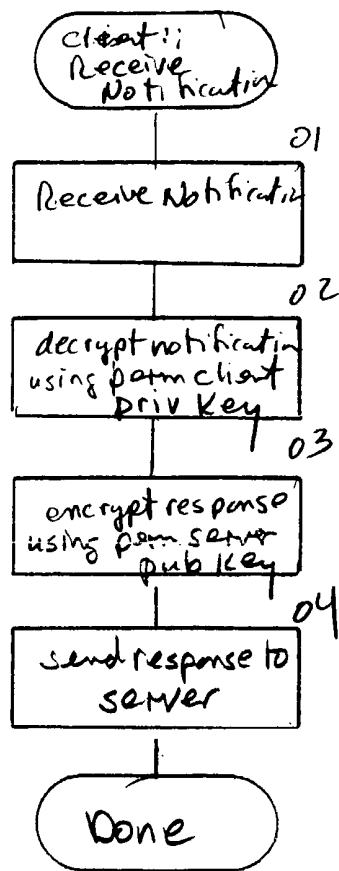 client::
Receive
Notification
01
Receive Notification
02
decrypt notification
using perm client
priv Key
03
encrypt response
using perm server
pub Key
04
send response to
server
Done